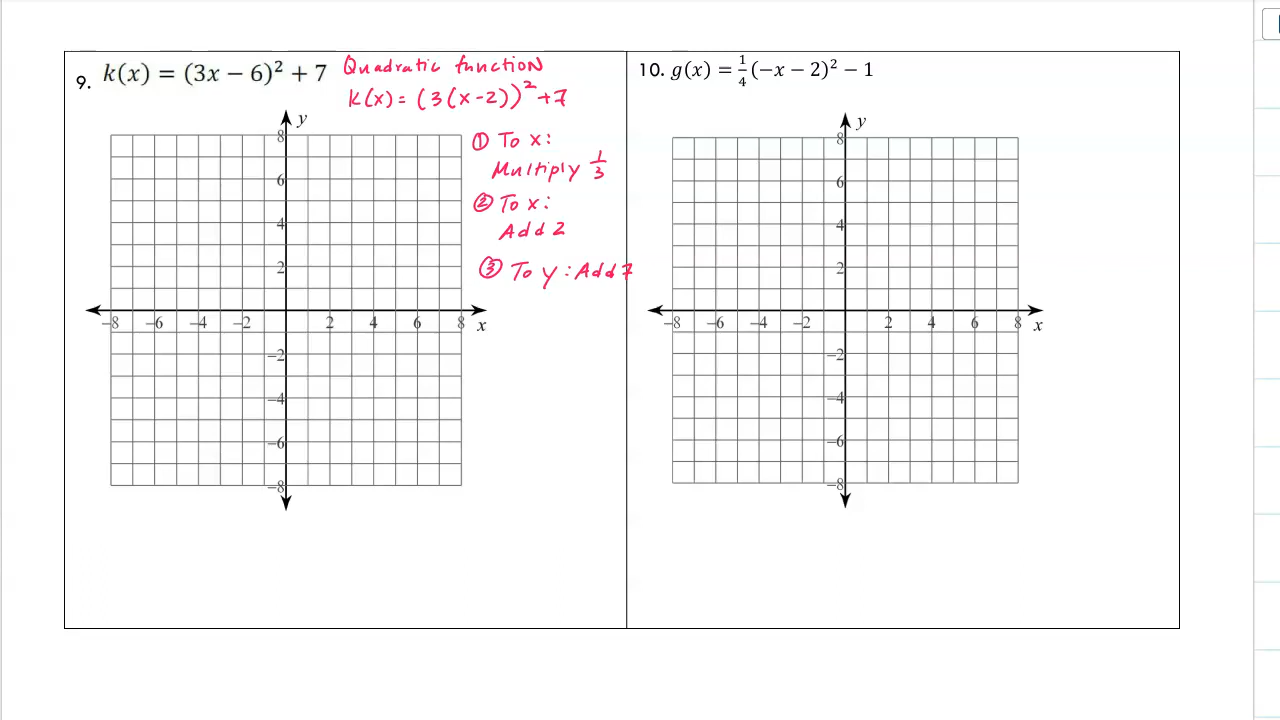 9. k(x) = (3x − 6)² + 7 Quadratic function
k(x) = (3(x-2))² +7
① To x:
Multiply 1/3
② To x:
Add 2
③ To y: Add 7
y
8
6
4
2
−8 −6 −4 −2 2 4 6 8 x
−2
−4
−6
−8
10. g(x) = 1/4(−x − 2)² − 1
y
8
6
4
2
−8 −6 −4 −2 2 4 6 8 x
−2
−4
−6
−8